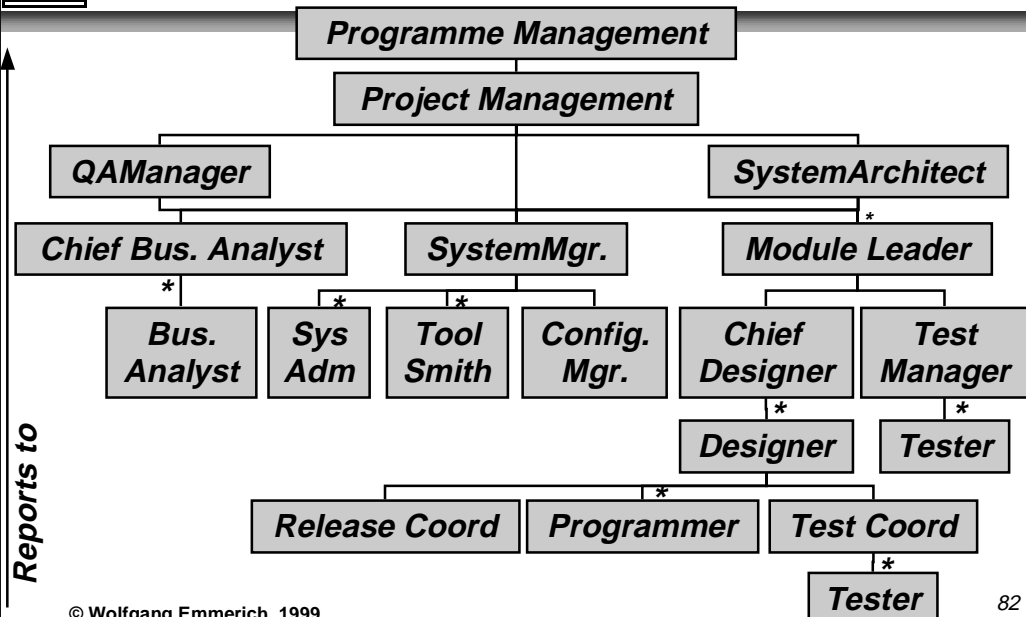 Programme Management
Project Management
QAManager
SystemArchitect
*
Chief Bus. Analyst
SystemMgr.
Module Leader
*
*
*
Bus.
Analyst
Sys
Adm
Tool
Smith
Config.
Mgr.
Chief
Designer
Test
Manager
*
*
Designer
Tester
*
Release Coord
Programmer
Test Coord
*
Tester
Reports to
© Wolfgang Emmerich, 1999
82